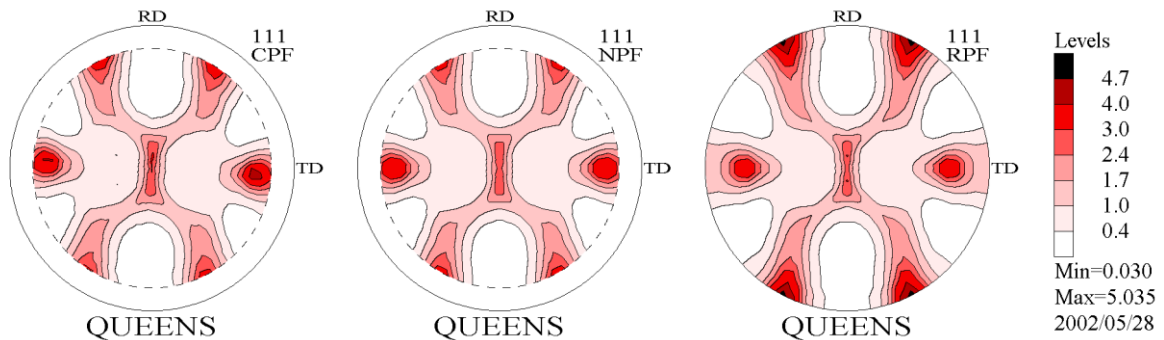 RD
111
CPF
TD
QUEENS
RD
111
NPF
TD
QUEENS
RD
111
RPF
TD
QUEENS
Levels
4.7
4.0
3.0
2.4
1.7
1.0
0.4
Min=0.030
Max=5.035
2002/05/28